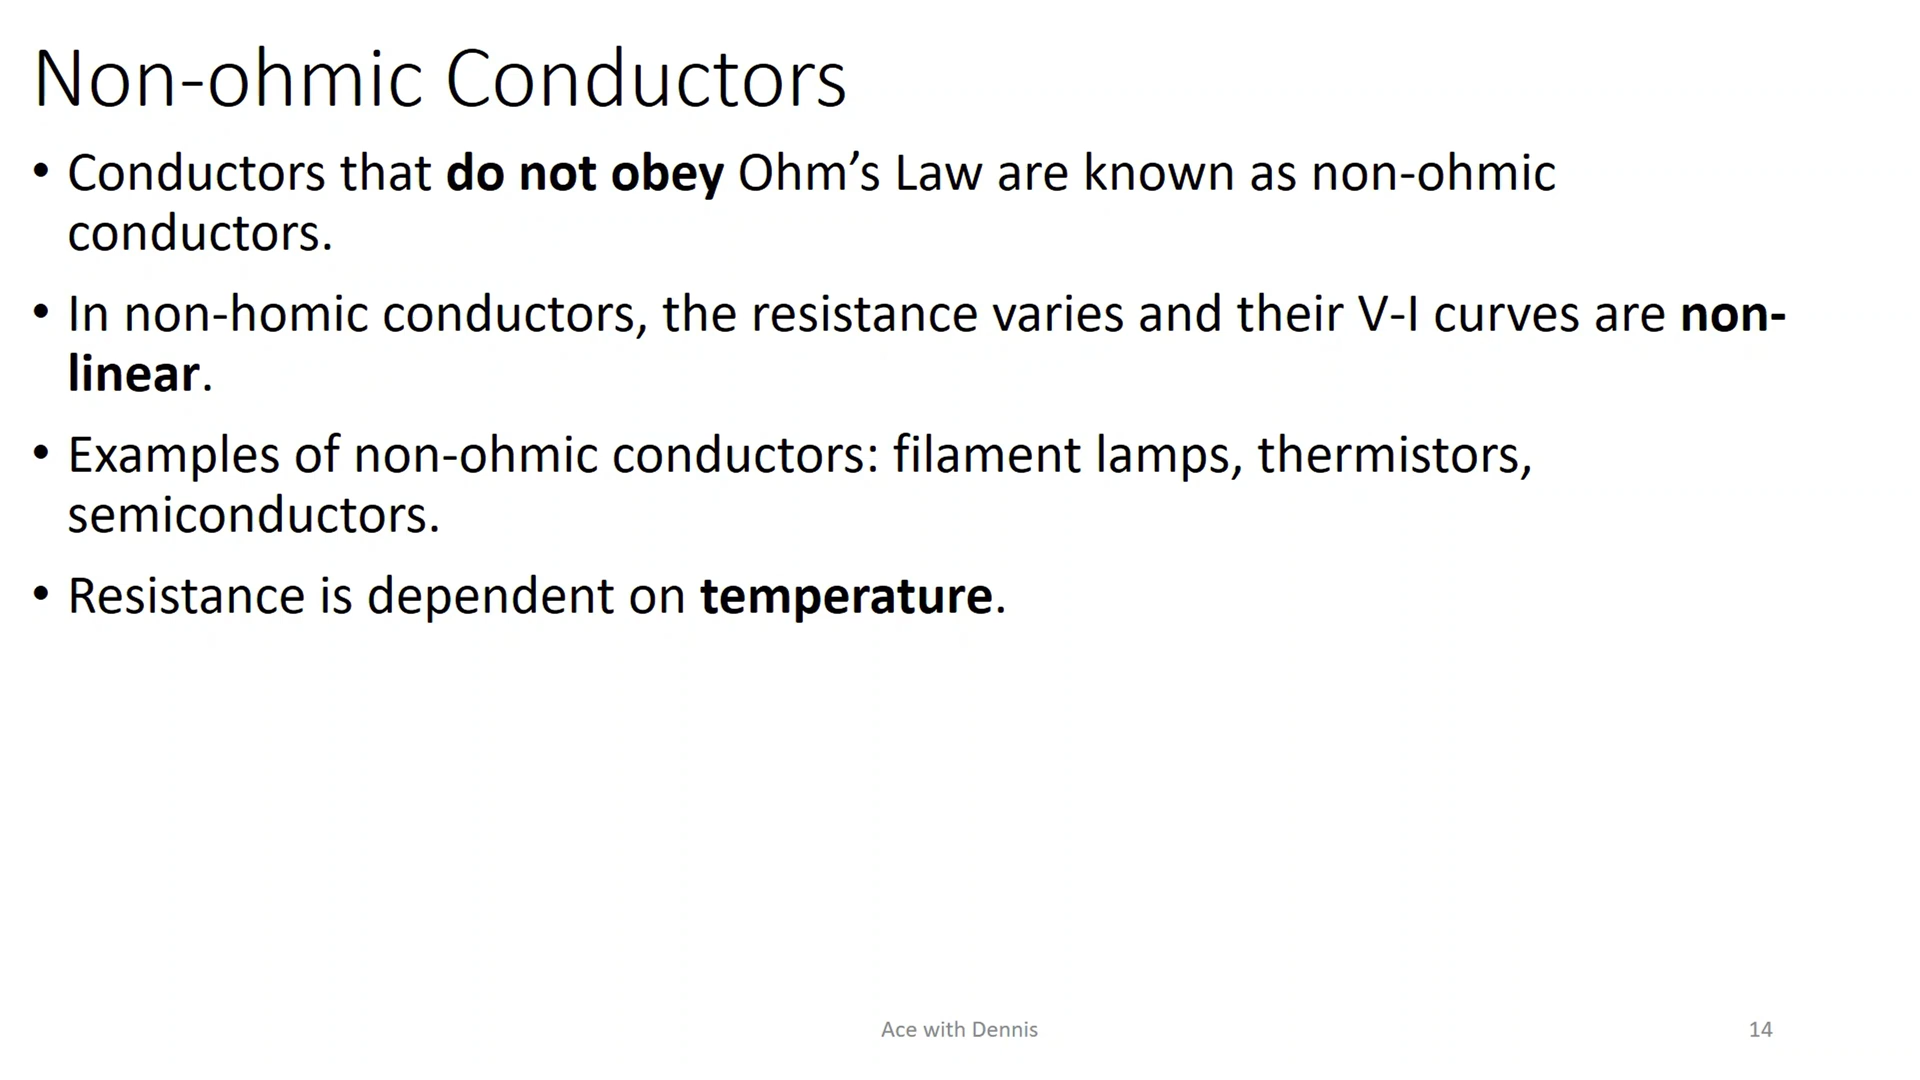 Non-ohmic Conductors
• Conductors that do not obey Ohm’s Law are known as non-ohmic
conductors.
• In non-homic conductors, the resistance varies and their V-I curves are non-
linear.
• Examples of non-ohmic conductors: filament lamps, thermistors,
semiconductors.
• Resistance is dependent on temperature.
Ace with Dennis
14